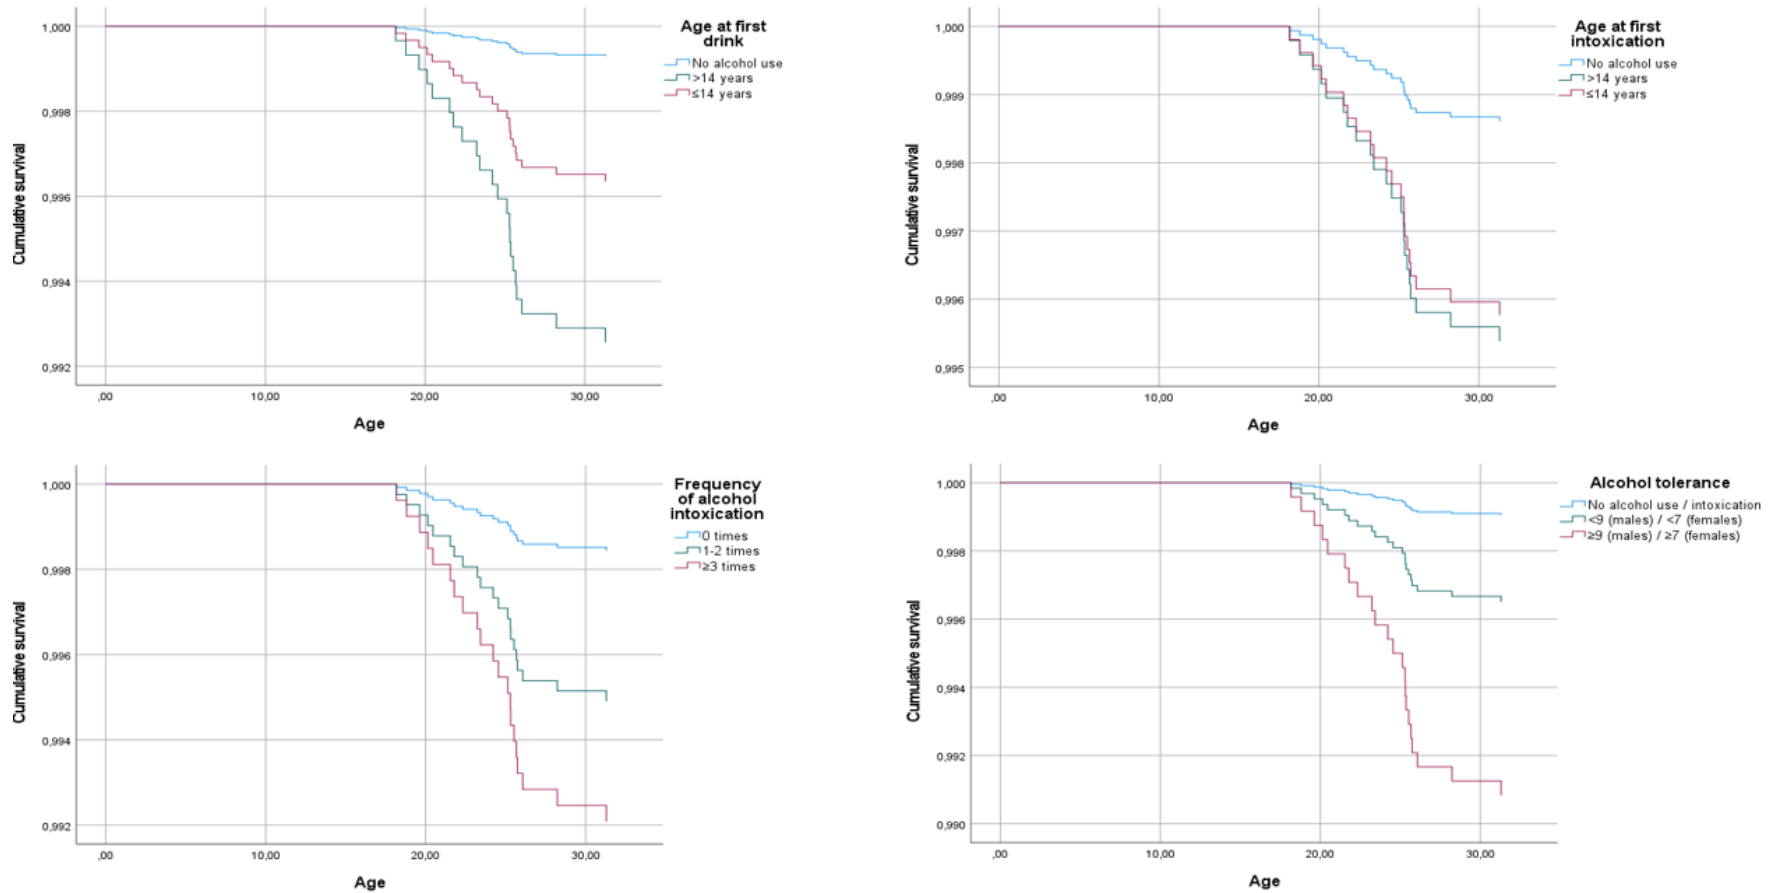 Age at first
drink
No alcohol use
>14 years
≤14 years
1,000
0,998
0,996
0,994
0,992
Cumulative survival
,00
10,00
20,00
30,00
Age
Age at first
intoxication
No alcohol use
>14 years
≤14 years
1,000
0,999
0,998
0,997
0,996
0,995
Cumulative survival
,00
10,00
20,00
30,00
Age
Frequency
of alcohol
intoxication
0 times
1-2 times
≥3 times
1,000
0,998
0,996
0,994
0,992
Cumulative survival
,00
10,00
20,00
30,00
Age
Alcohol tolerance
No alcohol use / intoxication
<9 (males) / <7 (females)
≥9 (males) / ≥7 (females)
1,000
0,998
0,996
0,994
0,992
0,990
Cumulative survival
,00
10,00
20,00
30,00
Age